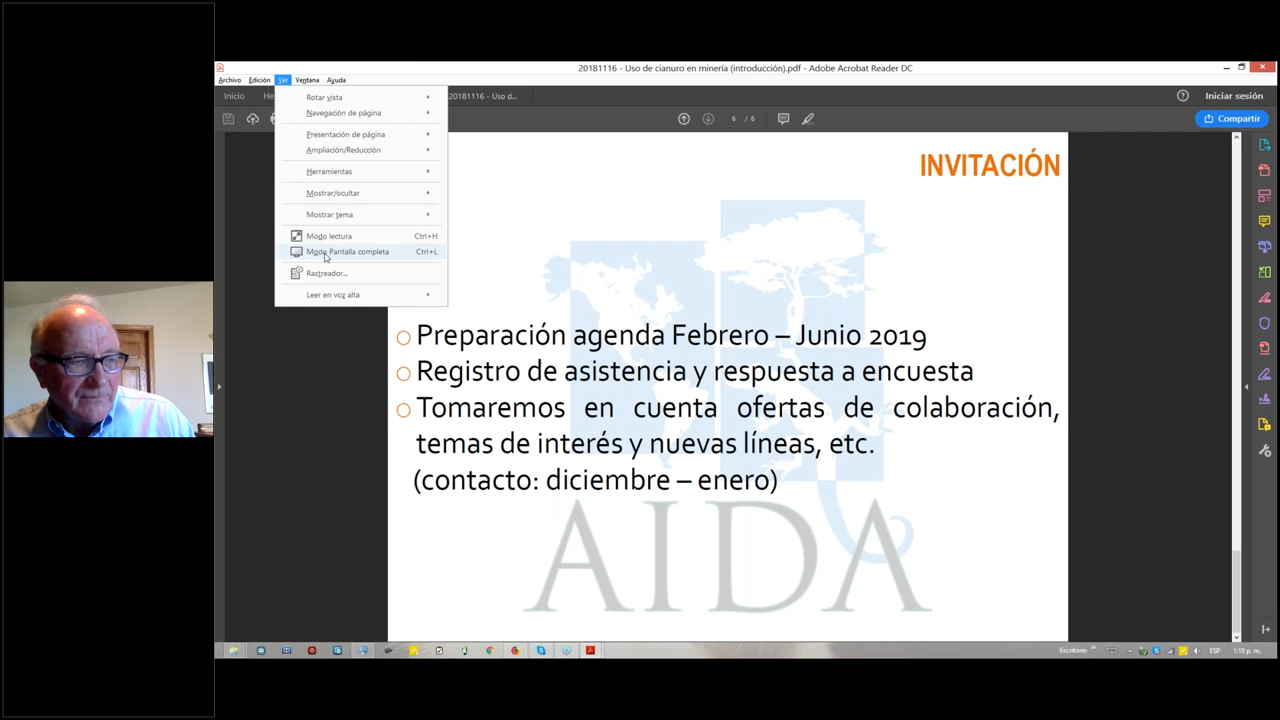 20181116 - Uso de cianuro en minería (introducción).pdf - Adobe Acrobat Reader DC
Archivo Edición Ver Ventana Ayuda
Inicio He 20181116 - Uso d... Iniciar sesión
6 / 6 Compartir
Rotar vista
Navegación de página
Presentación de página
Ampliación/Reducción
Herramientas
Mostrar/ocultar
Mostrar tema
Modo lectura Ctrl+H
Modo Pantalla completa Ctrl+L
Rastreador...
Leer en voz alta
INVITACIÓN
Preparación agenda Febrero – Junio 2019
Registro de asistencia y respuesta a encuesta
Tomaremos en cuenta ofertas de colaboración,
temas de interés y nuevas líneas, etc.
(contacto: diciembre – enero)
AIDA
Escritorio ESP 1:18 p. m.